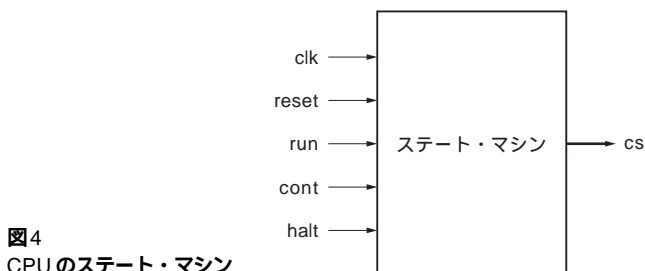 clk
reset
run
cont
halt
ステート・マシン
cs
図4
CPUのステート・マシン